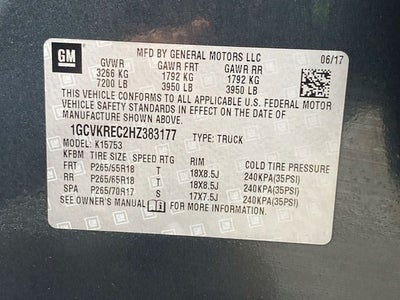 GM
MFD BY GENERAL MOTORS LLC 06/17
GVWR GAWR FRT GAWR RR
3266 KG 1792 KG 1792 KG
7200 LB 3950 LB 3950 LB
THIS VEHICLE CONFORMS TO ALL APPLICABLE U.S. FEDERAL MOTOR
VEHICLE SAFETY STANDARDS IN EFFECT ON THE DATE OF
MANUFACTURE SHOWN ABOVE.
1GCVKREC2HZ383177 TYPE: TRUCK
MODEL: K15753
KFBM TIRE SIZE SPEED RTG RIM COLD TIRE PRESSURE
FRT P265/65R18 T 18X8.5J 240KPA(35PSI)
RR P265/65R18 T 18X8.5J 240KPA(35PSI)
SPA P265/70R17 S 17X7.5J 240KPA(35PSI)
SEE OWNER'S MANUAL FOR MORE INFORMATION.